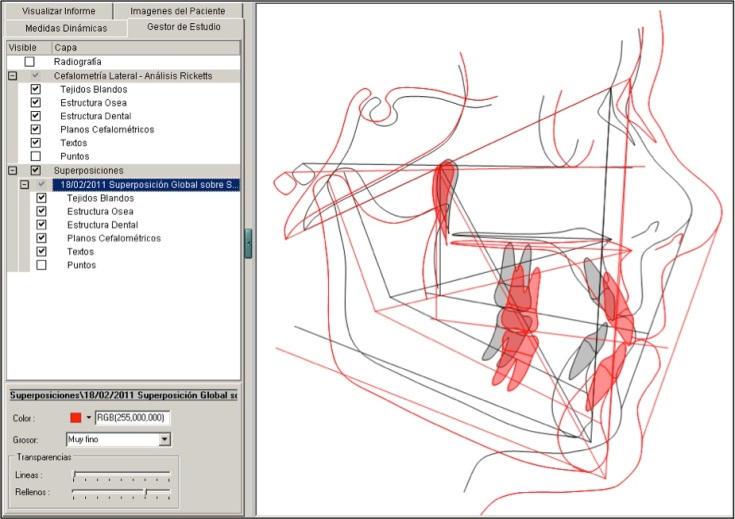 Visualizar Informe Imagenes del Paciente
Medidas Dinámicas Gestor de Estudio
Visible Capa
Radiografía
Cefalometría Lateral - Análisis Ricketts
Tejidos Blandos
Estructura Osea
Estructura Dental
Planos Cefalométricos
Textos
Puntos
Superposiciones
18/02/2011 Superposición Global sobre S...
Tejidos Blandos
Estructura Osea
Estructura Dental
Planos Cefalométricos
Textos
Puntos
Superposiciones\18/02/2011 Superposición Global so
Color: RGB(255,000,000)
Grosor: Muy fino
Transparencias
Lineas :
Rellenos :